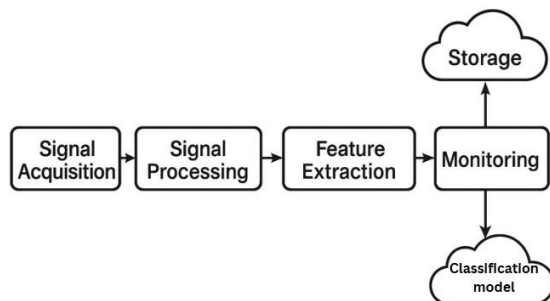 Storage
Signal
Acquisition
Signal
Processing
Feature
Extraction
Monitoring
Classification
model